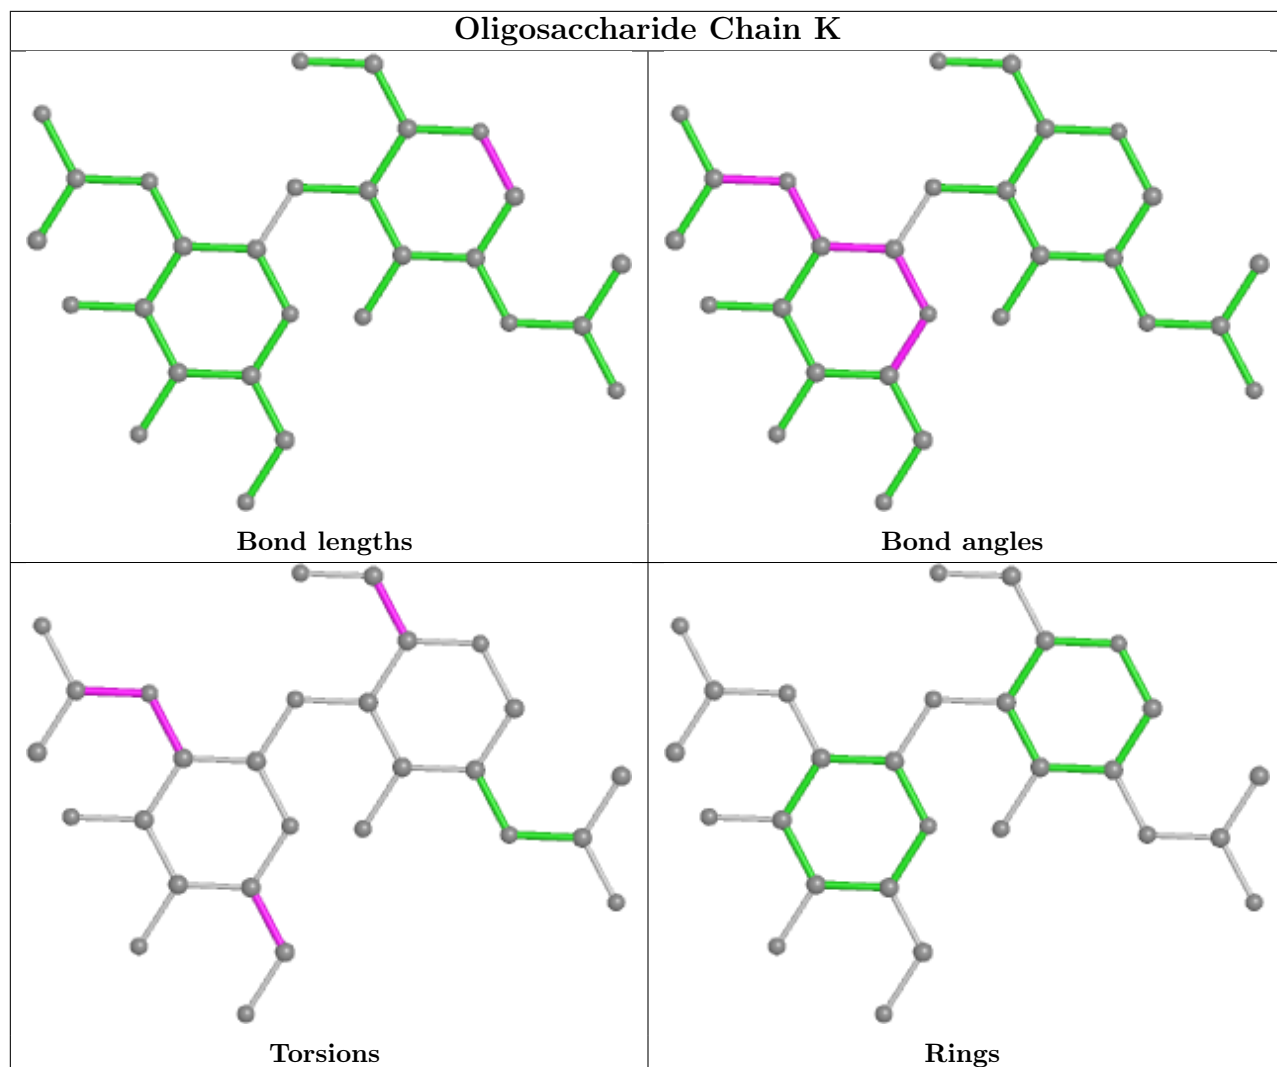 Oligosaccharide Chain K
Bond lengths
Bond angles
Torsions
Rings